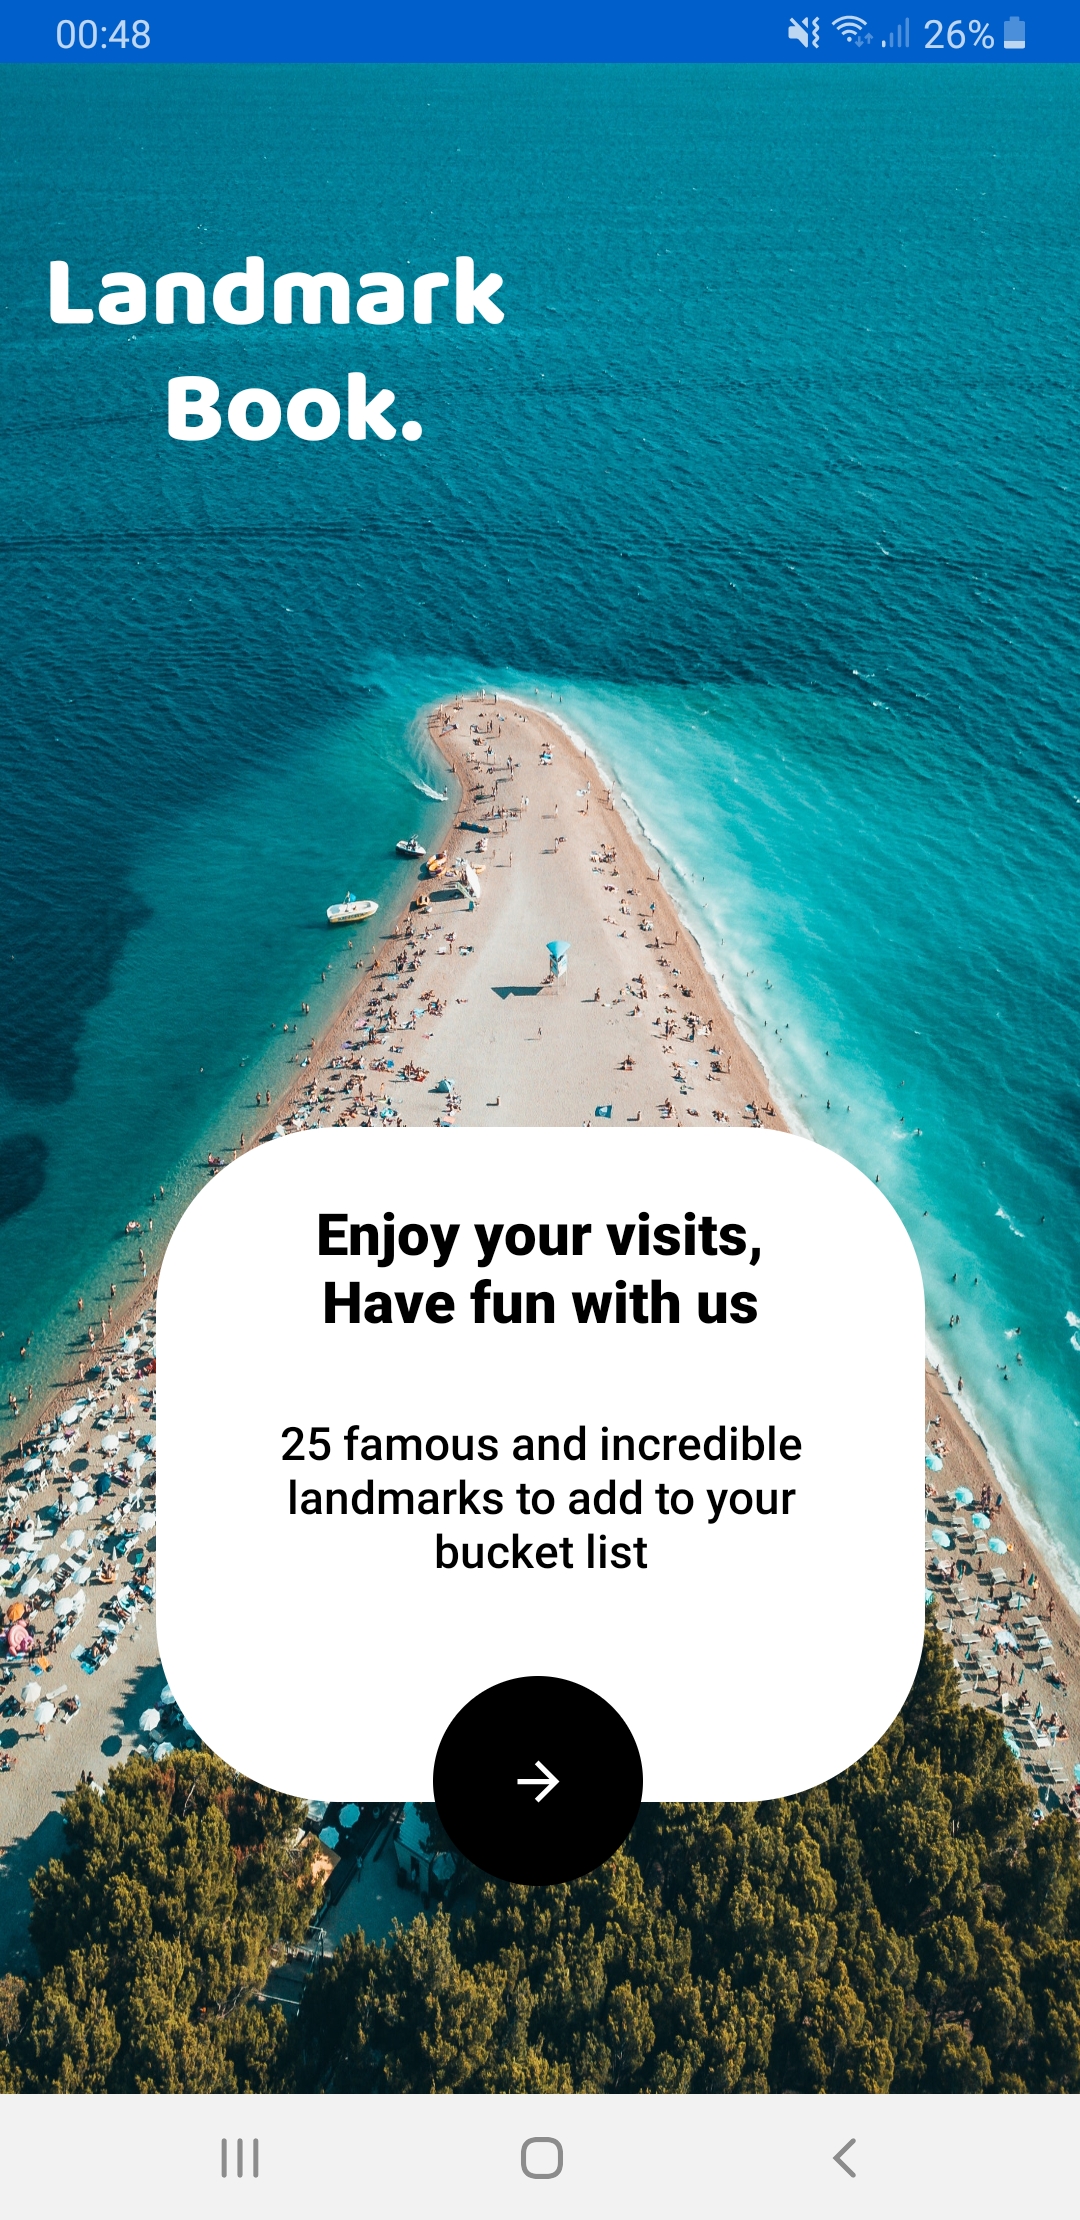 00:48
26%
Landmark
Book.
Enjoy your visits,
Have fun with us
25 famous and incredible
landmarks to add to your
bucket list